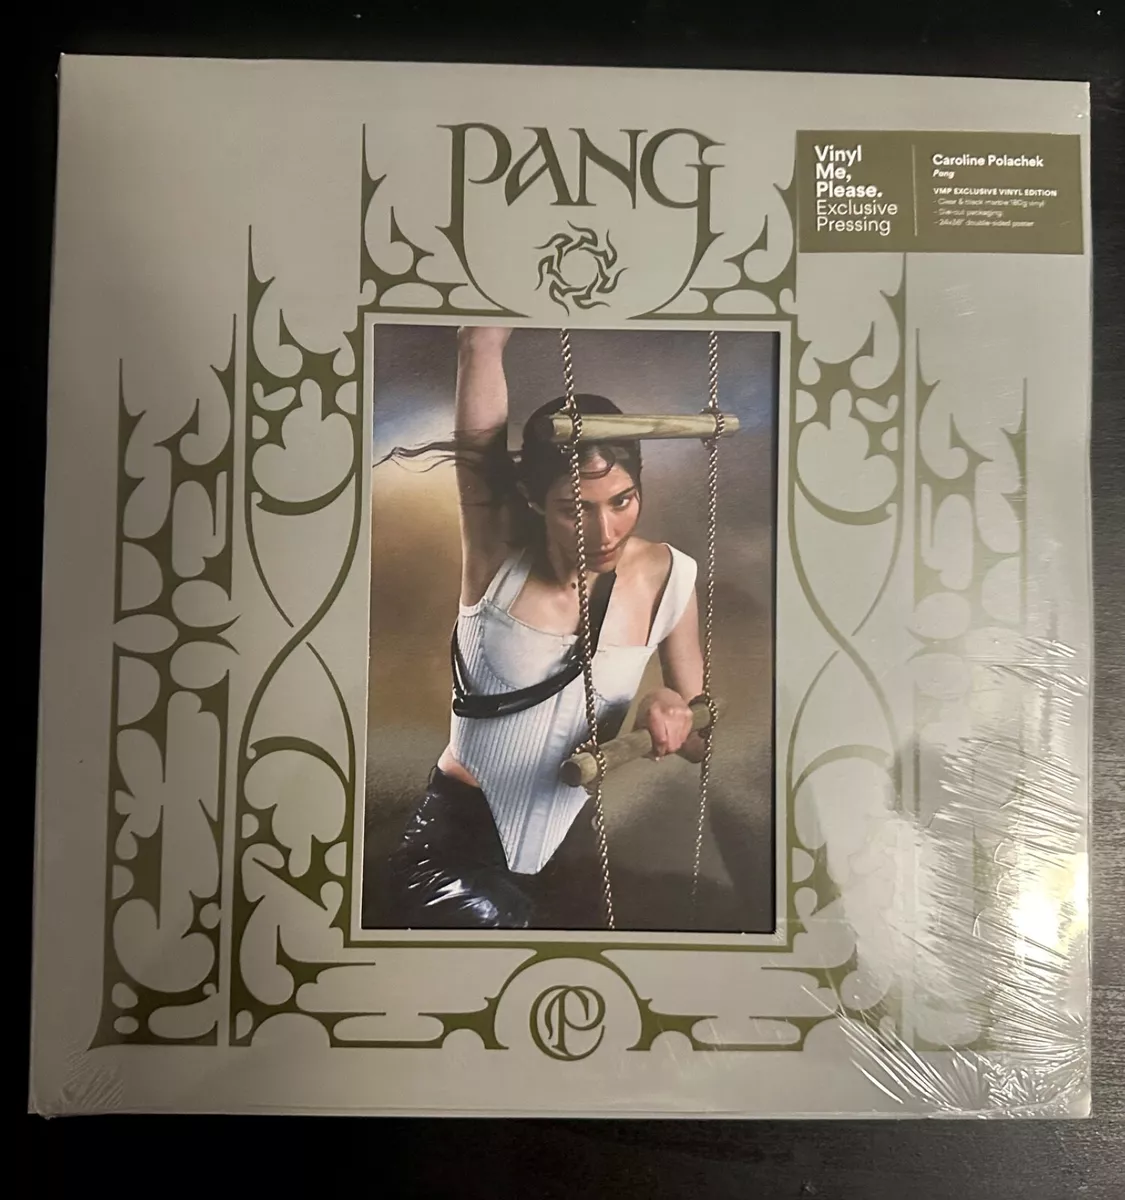 PANG
Vinyl
Me,
Please.
Exclusive
Pressing
Caroline Polachek
Pang
VMP EXCLUSIVE VINYL EDITION
- Clear & black marble 180g vinyl
- Die-cut packaging
- 24x36" double-sided poster
CP